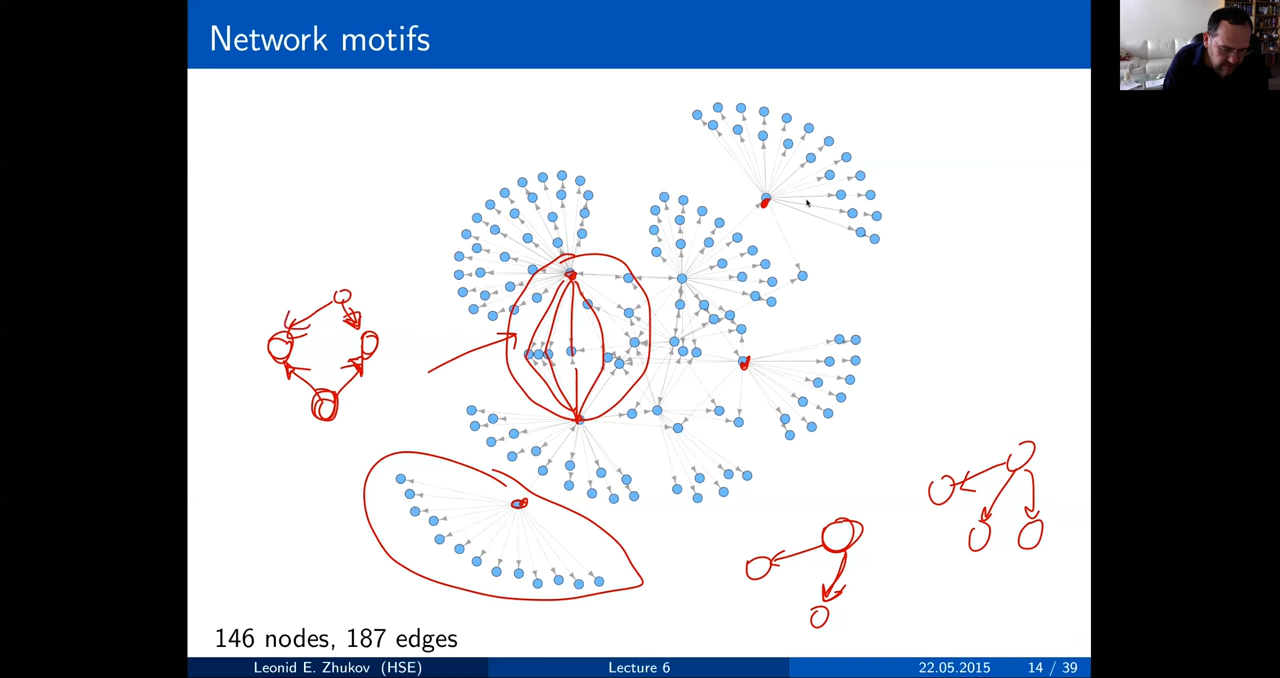 Network motifs
146 nodes, 187 edges
Leonid E. Zhukov (HSE)
Lecture 6
22.05.2015
14 / 39